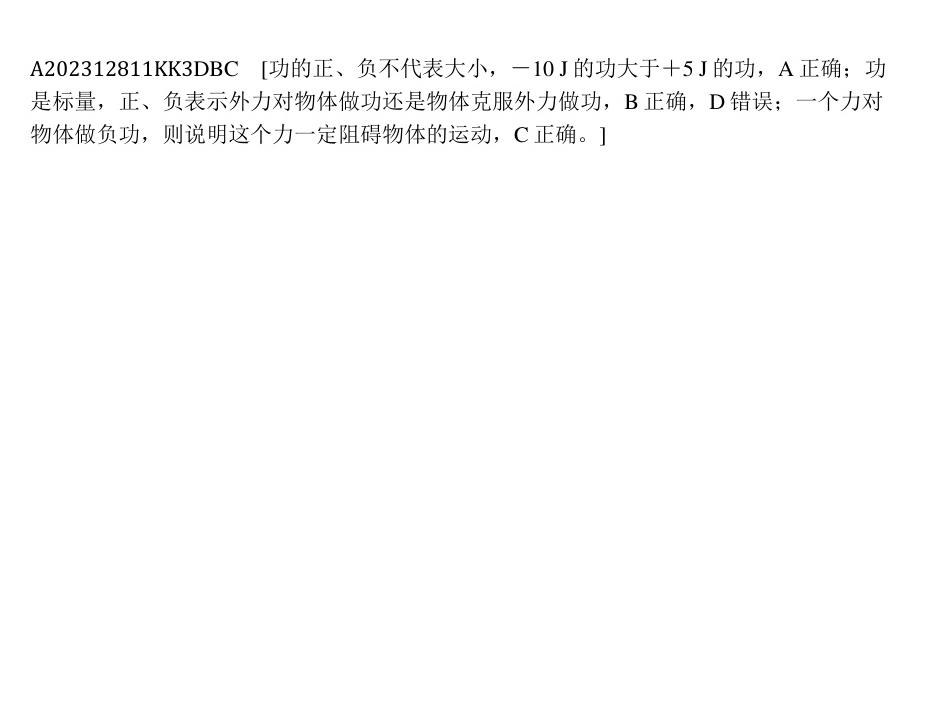 A202312811KK3DBC　[功的正、负不代表大小，－10 J 的功大于＋5 J 的功，A 正确；功
是标量，正、负表示外力对物体做功还是物体克服外力做功，B 正确，D 错误；一个力对
物体做负功，则说明这个力一定阻碍物体的运动，C 正确。]